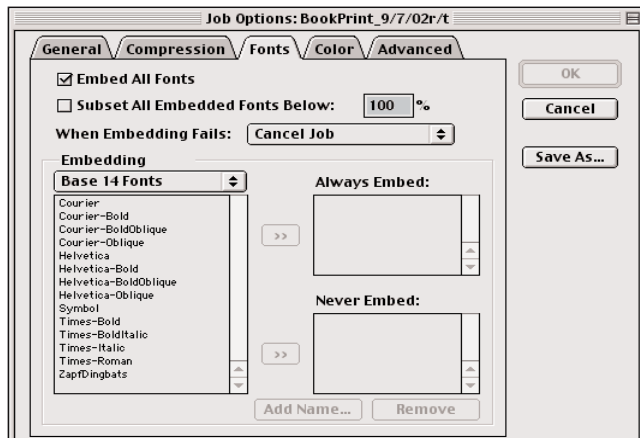 Job Options: BookPrint_9/7/02r/t
General Compression Fonts Color Advanced
Embed All Fonts
Subset All Embedded Fonts Below: 100 %
When Embedding Fails: Cancel Job
OK
Cancel
Save As...
Embedding
Base 14 Fonts
Courier
Courier-Bold
Courier-BoldOblique
Courier-Oblique
Helvetica
Helvetica-Bold
Helvetica-BoldOblique
Helvetica-Oblique
Symbol
Times-Bold
Times-BoldItalic
Times-Italic
Times-Roman
ZapfDingbats
>>
>>
Always Embed:
Never Embed:
Add Name... Remove